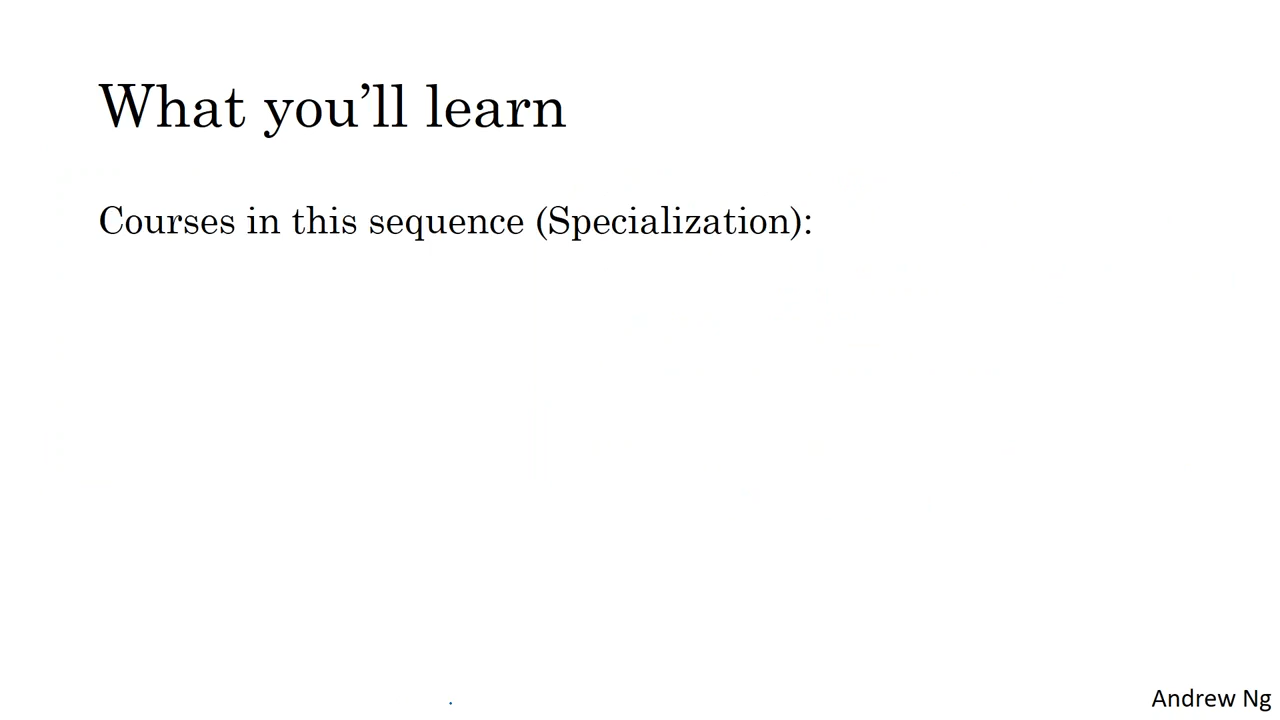 What you’ll learn
Courses in this sequence (Specialization):
Andrew Ng